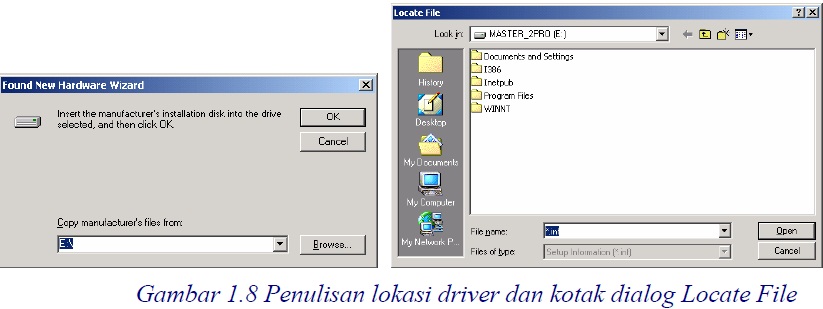 Found New Hardware Wizard
Insert the manufacturer's installation disk into the drive
selected, and then click OK.
OK
Cancel
Copy manufacturer's files from:
E:\
Browse...
Locate File
Look in:
MASTER_2PRO (E:)
History
Desktop
My Documents
My Computer
My Network P...
Documents and Settings
I386
Inetpub
Program Files
WINNT
File name:
*.inf
Open
Files of type:
Setup Information (*.inf)
Cancel
Gambar 1.8 Penulisan lokasi driver dan kotak dialog Locate File